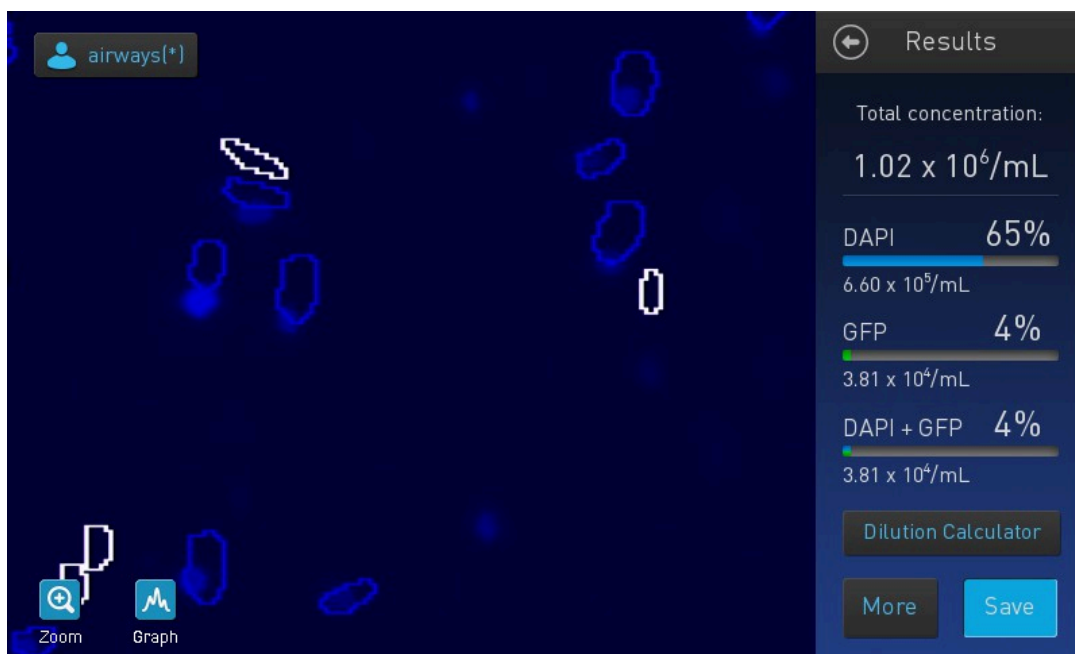 airways(*)
Results
Total concentration:
1.02 x 10⁶/mL
DAPI 65%
6.60 x 10⁵/mL
GFP 4%
3.81 x 10⁴/mL
DAPI + GFP 4%
3.81 x 10⁴/mL
Dilution Calculator
More Save
Zoom Graph